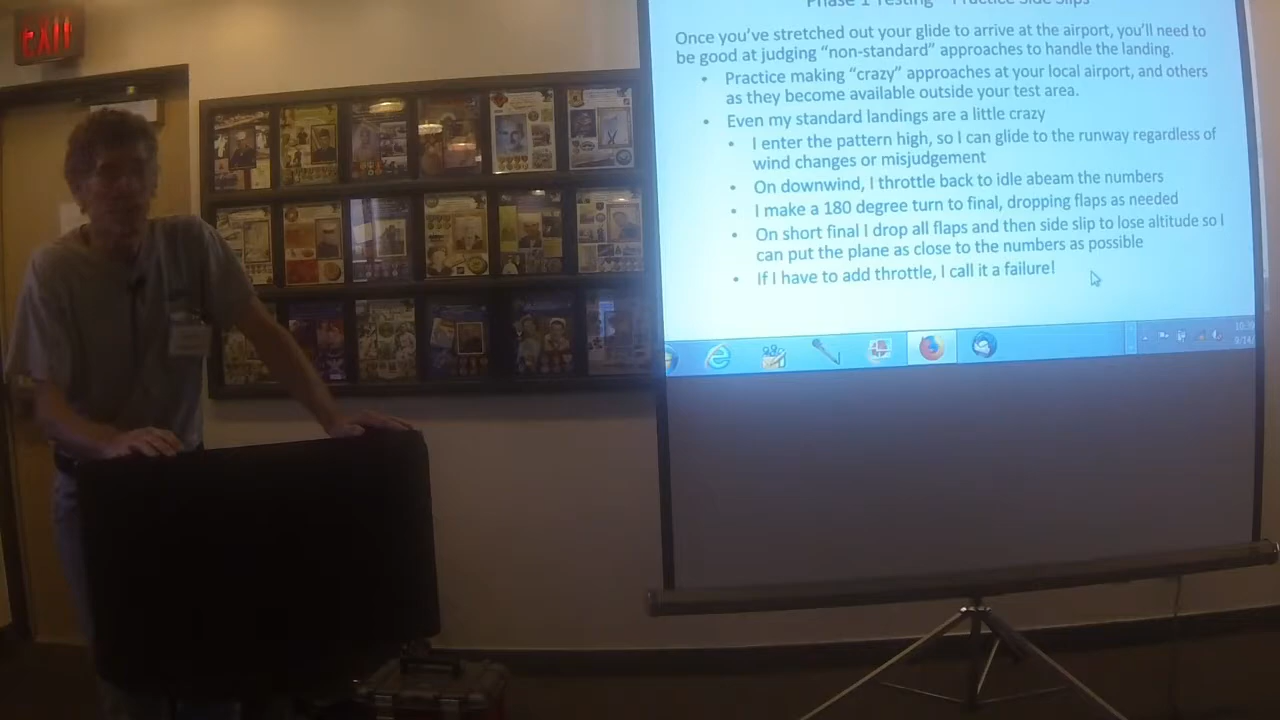 EXIT
Phase 1 Testing – Practice Side Slips
Once you've stretched out your glide to arrive at the airport, you'll need to
be good at judging "non-standard" approaches to handle the landing.
• Practice making "crazy" approaches at your local airport, and others
as they become available outside your test area.
• Even my standard landings are a little crazy
• I enter the pattern high, so I can glide to the runway regardless of
wind changes or misjudgement
• On downwind, I throttle back to idle abeam the numbers
• I make a 180 degree turn to final, dropping flaps as needed
• On short final I drop all flaps and then side slip to lose altitude so I
can put the plane as close to the numbers as possible
• If I have to add throttle, I call it a failure!